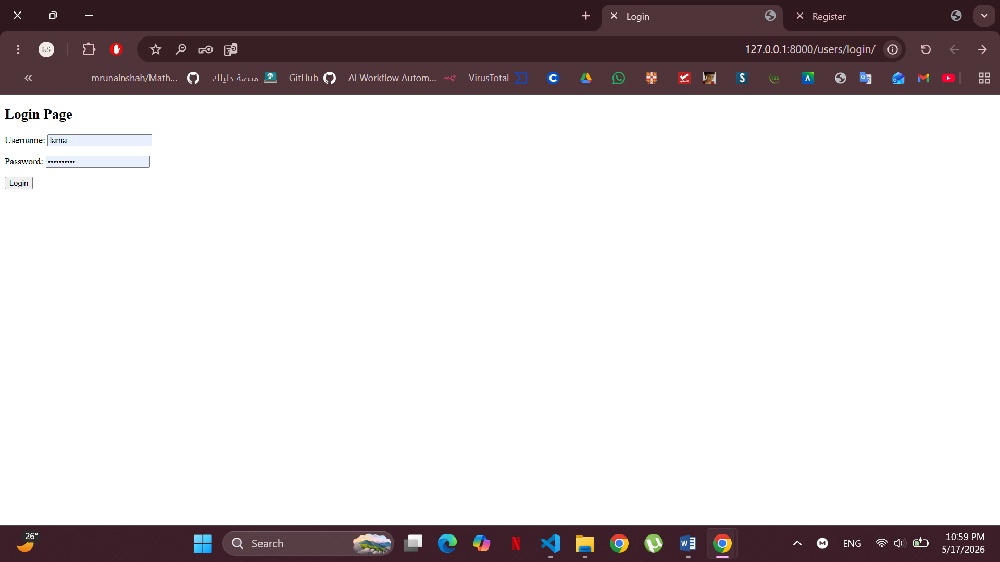 Login
Register
LS
127.0.0.1:8000/users/login/
mrunalnshah/Math...
منصة دليلك
GitHub
AI Workflow Autom...
VirusTotal
Login Page
Username: lama
Password: ••••••••••
Login
26°
Search
ENG
10:59 PM
5/17/2026